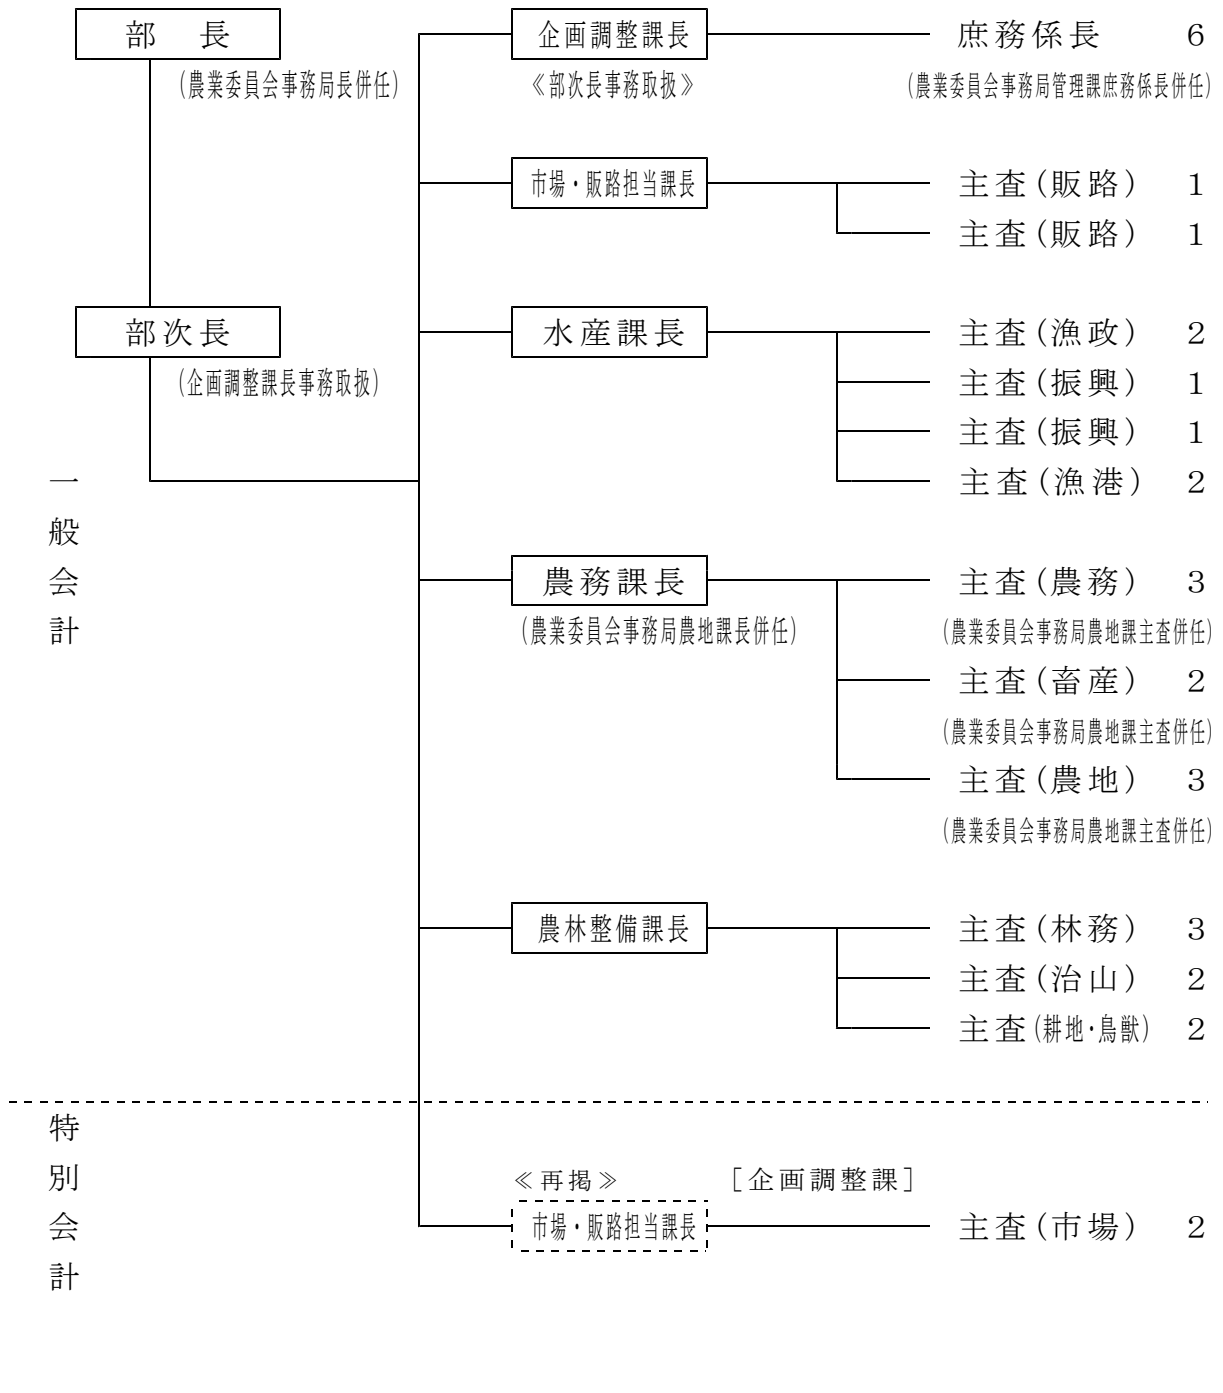 部　長
(農業委員会事務局長併任)
部次長
(企画調整課長事務取扱)
一般会計
企画調整課長
《部次長事務取扱》
庶務係長　6
(農業委員会事務局管理課庶務係長併任)
市場・販路担当課長
主査(販路)　1
主査(販路)　1
水産課長
主査(漁政)　2
主査(振興)　1
主査(振興)　1
主査(漁港)　2
農務課長
(農業委員会事務局農地課長併任)
主査(農務)　3
(農業委員会事務局農地課主査併任)
主査(畜産)　2
(農業委員会事務局農地課主査併任)
主査(農地)　3
(農業委員会事務局農地課主査併任)
農林整備課長
主査(林務)　3
主査(治山)　2
主査(耕地・鳥獣)　2
特別会計
≪再掲≫　［企画調整課］
市場・販路担当課長
主査(市場)　2